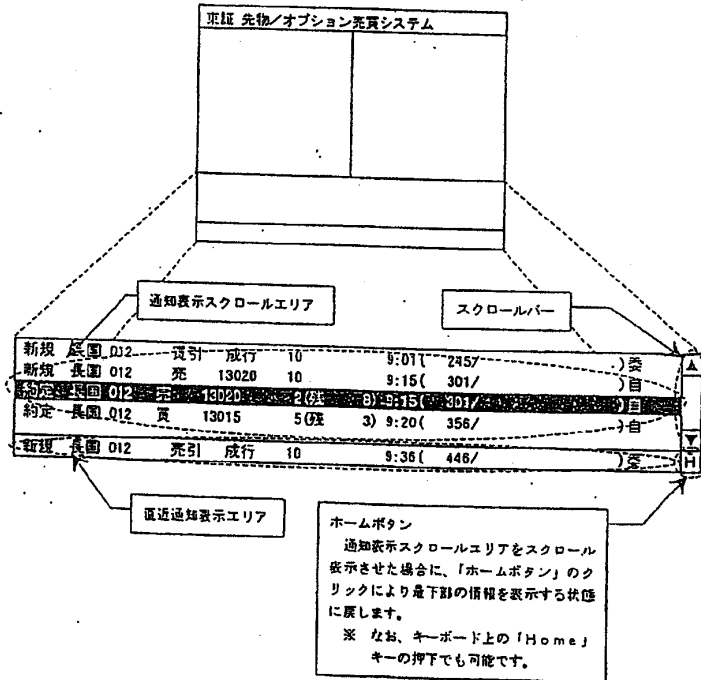 東証 先物/オプション売買システム
通知表示スクロールエリア
スクロールバー
新規 長国 012 売引 成行 10 9:01( 245/ )委
新規 長国 012 売 13020 10 9:15( 301/ )自
約定 長国 012 売 13020 2(残 8) 9:15( 301/ )自
約定 長国 012 買 13015 5(残 3) 9:20( 356/ )自
新規 長国 012 売引 成行 10 9:36( 446/ )委
▲
▼
H
直近通知表示エリア
ホームボタン
通知表示スクロールエリアをスクロール
表示させた場合に、「ホームボタン」のク
リックにより最下部の情報を表示する状態
に戻します。
※ なお、キーボード上の「Home」
キーの押下でも可能です。